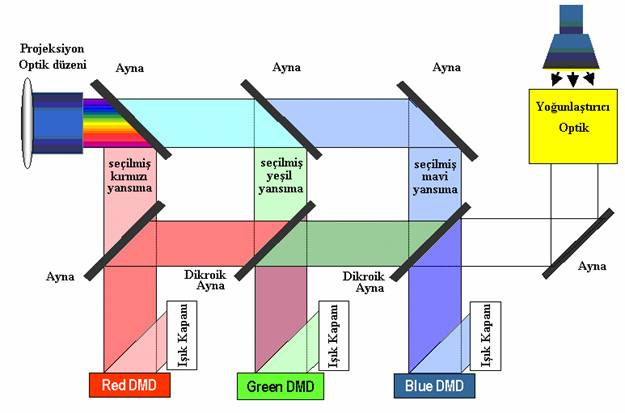 Projeksiyon
Optik düzeni
Ayna
Ayna
Ayna
Yoğunlaştırıcı
Optik
seçilmiş
kırmızı
yansıma
seçilmiş
yeşil
yansıma
seçilmiş
mavi
yansıma
Ayna
Dikroik
Ayna
Dikroik
Ayna
Ayna
Işık Kapanı
Işık Kapanı
Işık Kapanı
Red DMD
Green DMD
Blue DMD